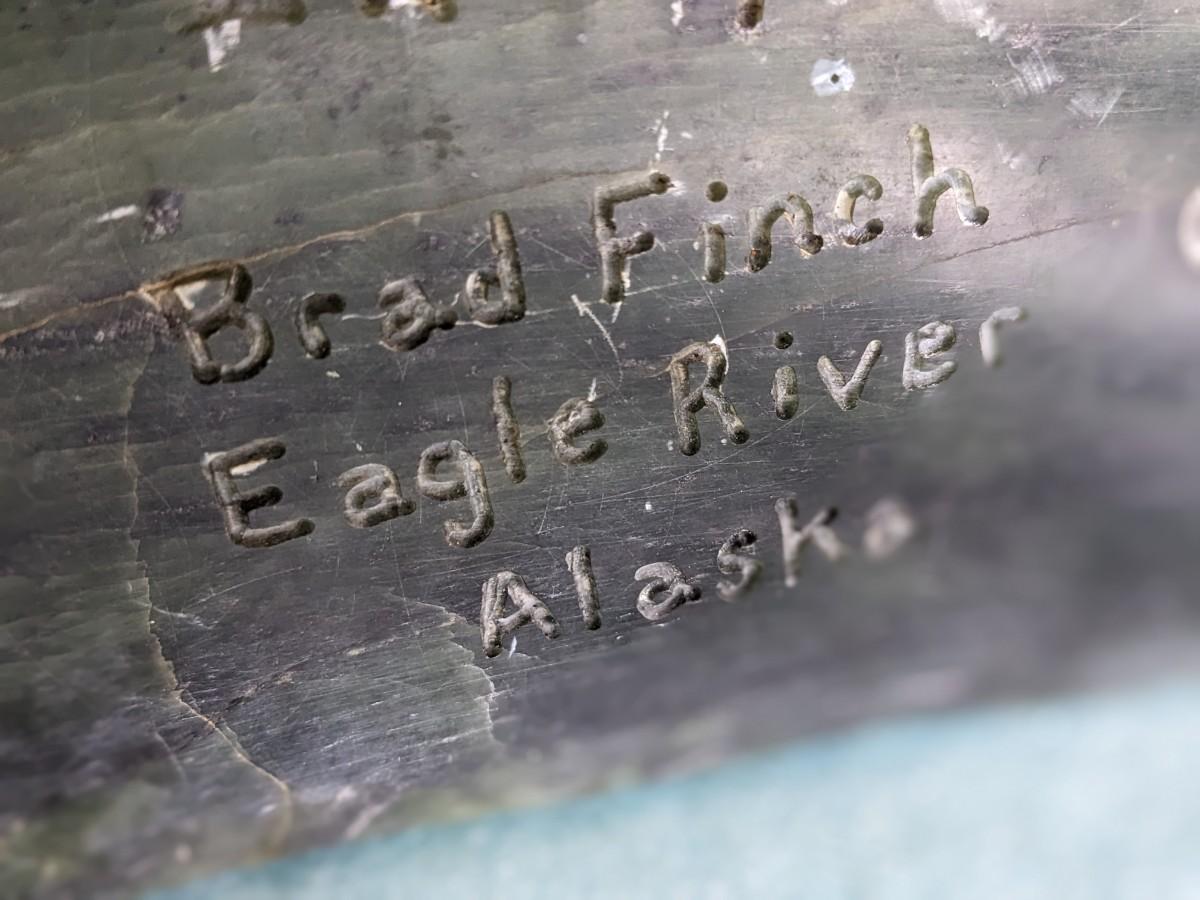 Brad Finch
Eagle River
Alaska